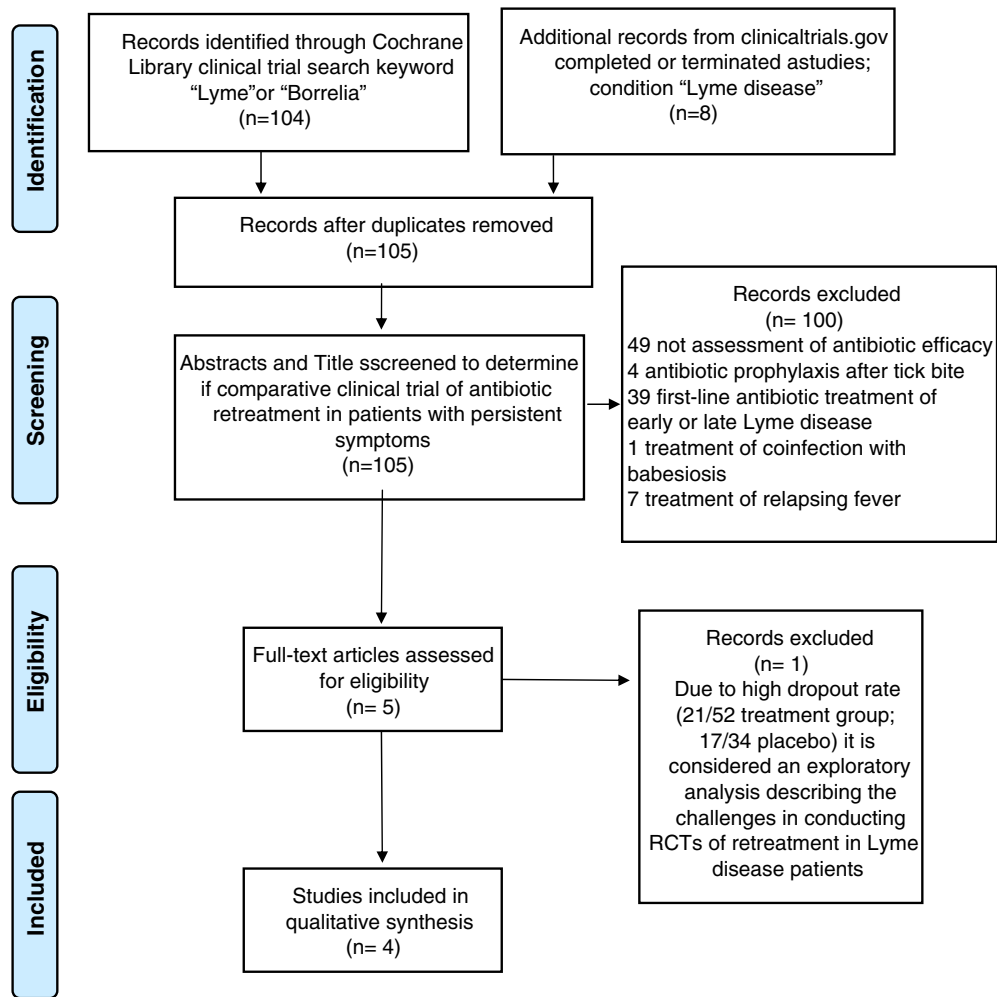 Identification
Records identified through Cochrane
Library clinical trial search keyword
“Lyme”or “Borrelia”
(n=104)
Additional records from clinicaltrials.gov
completed or terminated astudies;
condition “Lyme disease”
(n=8)
Records after duplicates removed
(n=105)
Screening
Abstracts and Title sscreened to determine
if comparative clinical trial of antibiotic
retreatment in patients with persistent
symptoms
(n=105)
Records excluded
(n= 100)
49 not assessment of antibiotic efficacy
4 antibiotic prophylaxis after tick bite
39 first-line antibiotic treatment of
early or late Lyme disease
1 treatment of coinfection with
babesiosis
7 treatment of relapsing fever
Eligibility
Full-text articles assessed
for eligibility
(n= 5)
Records excluded
(n= 1)
Due to high dropout rate
(21/52 treatment group;
17/34 placebo) it is
considered an exploratory
analysis describing the
challenges in conducting
RCTs of retreatment in Lyme
disease patients
Included
Studies included in
qualitative synthesis
(n= 4)